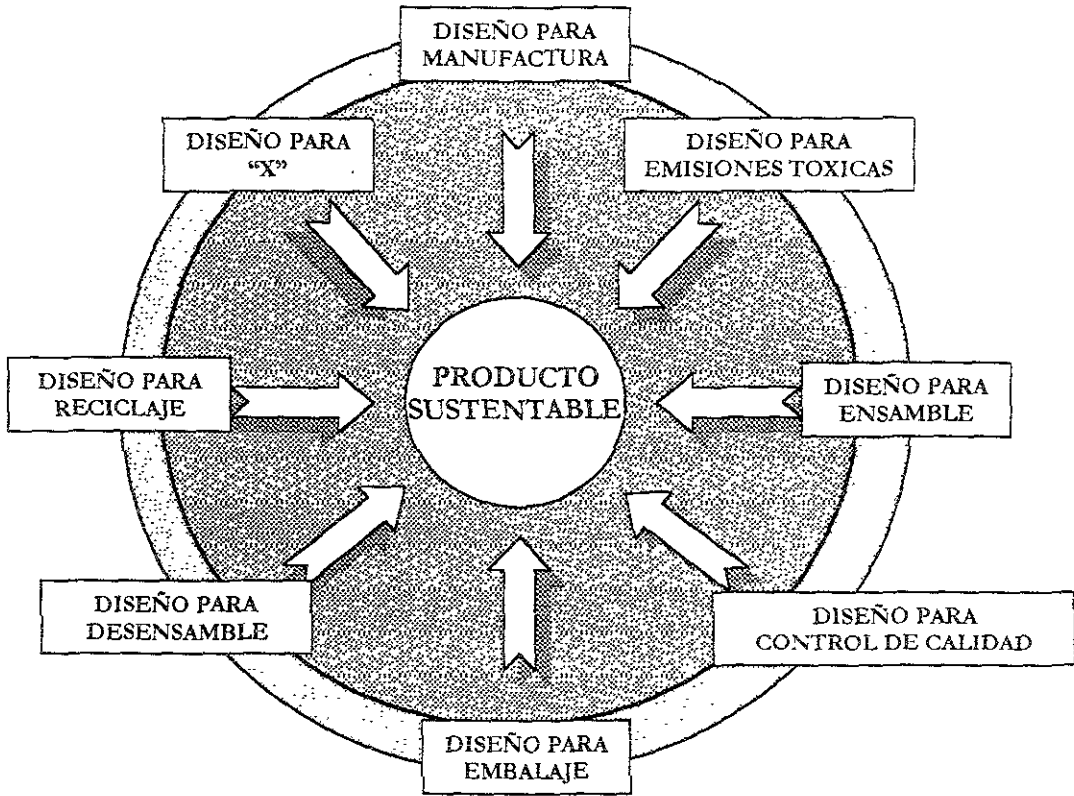 DISEÑO PARA
MANUFACTURA
DISEÑO PARA
“X”
DISEÑO PARA
EMISIONES TOXICAS
DISEÑO PARA
RECICLAJE
PRODUCTO
SUSTENTABLE
DISEÑO PARA
ENSAMBLE
DISEÑO PARA
DESENSAMBLE
DISEÑO PARA
CONTROL DE CALIDAD
DISEÑO PARA
EMBALAJE